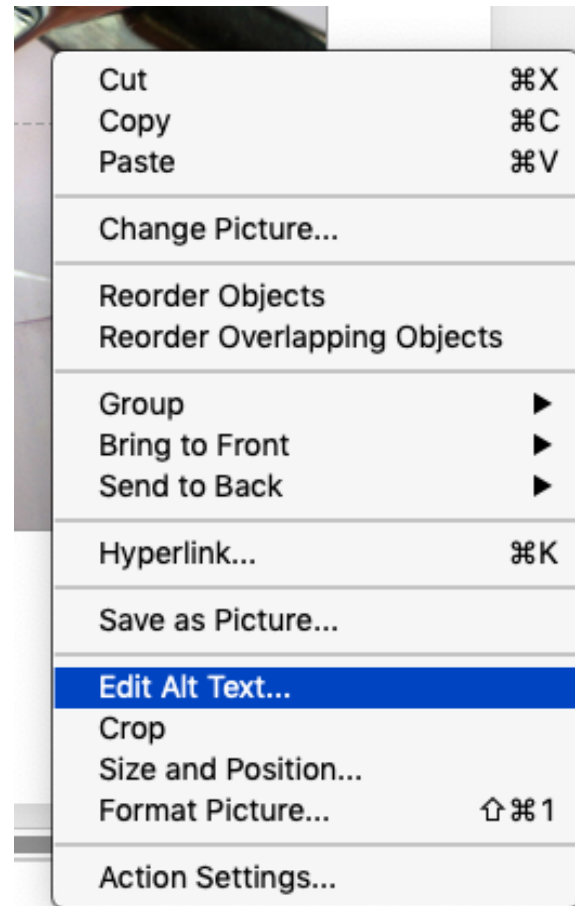 Cut ⌘X
Copy ⌘C
Paste ⌘V
Change Picture...
Reorder Objects
Reorder Overlapping Objects
Group ▶
Bring to Front ▶
Send to Back ▶
Hyperlink... ⌘K
Save as Picture...
Edit Alt Text...
Crop
Size and Position...
Format Picture... ⇧⌘1
Action Settings...